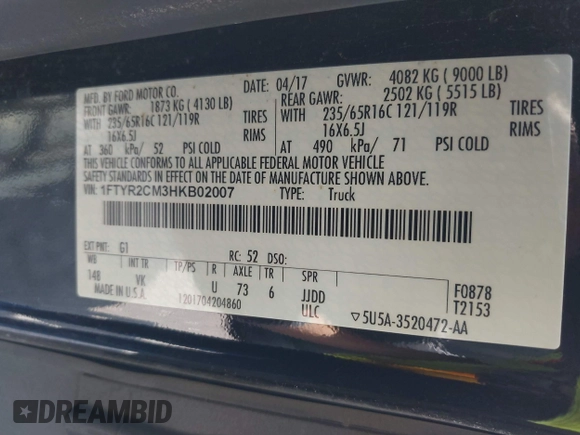 MFD. BY FORD MOTOR CO. DATE: 04/17 GVWR: 4082 KG ( 9000 LB)
FRONT GAWR: 1873 KG ( 4130 LB) REAR GAWR: 2502 KG ( 5515 LB)
WITH 235/65R16C 121/119R TIRES WITH 235/65R16C 121/119R TIRES
16X6.5J RIMS 16X6.5J RIMS
AT 360 kPa/ 52 PSI COLD AT 490 kPa/ 71 PSI COLD
THIS VEHICLE CONFORMS TO ALL APPLICABLE FEDERAL MOTOR VEHICLE
SAFETY STANDARD IN EFFECT ON THE DATE OF MANUFACTURE SHOWN ABOVE.
VIN: 1FTYR2CM3HKB02007 TYPE: Truck
EXT PNT: G1 RC: 52 DSO:
WB INT TR TP/PS R AXLE TR SPR F0878
148 VK U 73 6 JJDD T2153
MADE IN U.S.A. 1201704204860 ULC ▽5U5A-3520472-AA
DREAMBID